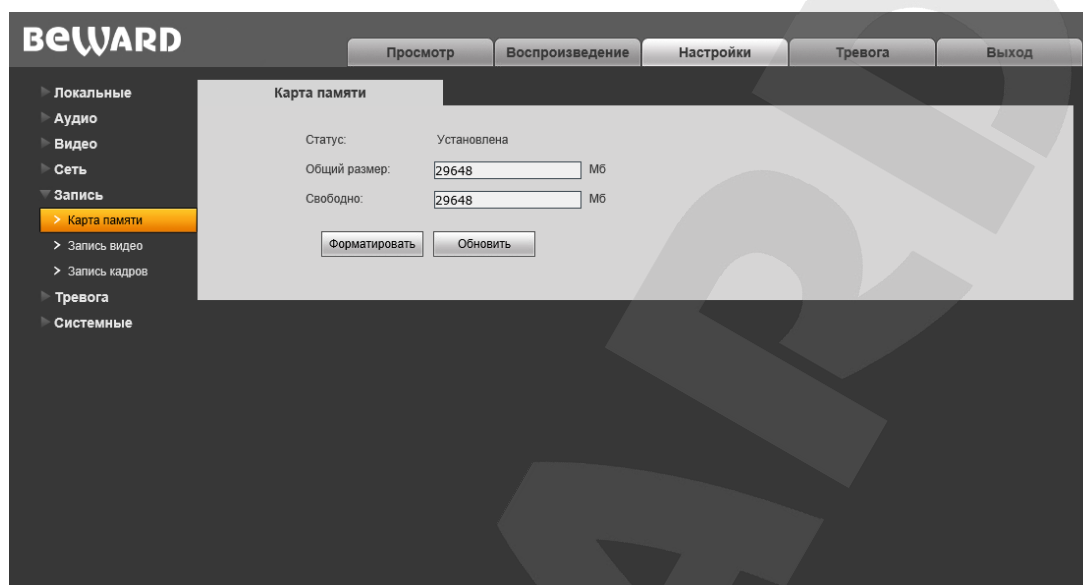 BEWARD
Просмотр Воспроизведение Настройки Тревога Выход
Локальные
Аудио
Видео
Сеть
Запись
> Карта памяти
> Запись видео
> Запись кадров
Тревога
Системные
Карта памяти
Статус: Установлена
Общий размер: 29648 Мб
Свободно: 29648 Мб
Форматировать Обновить